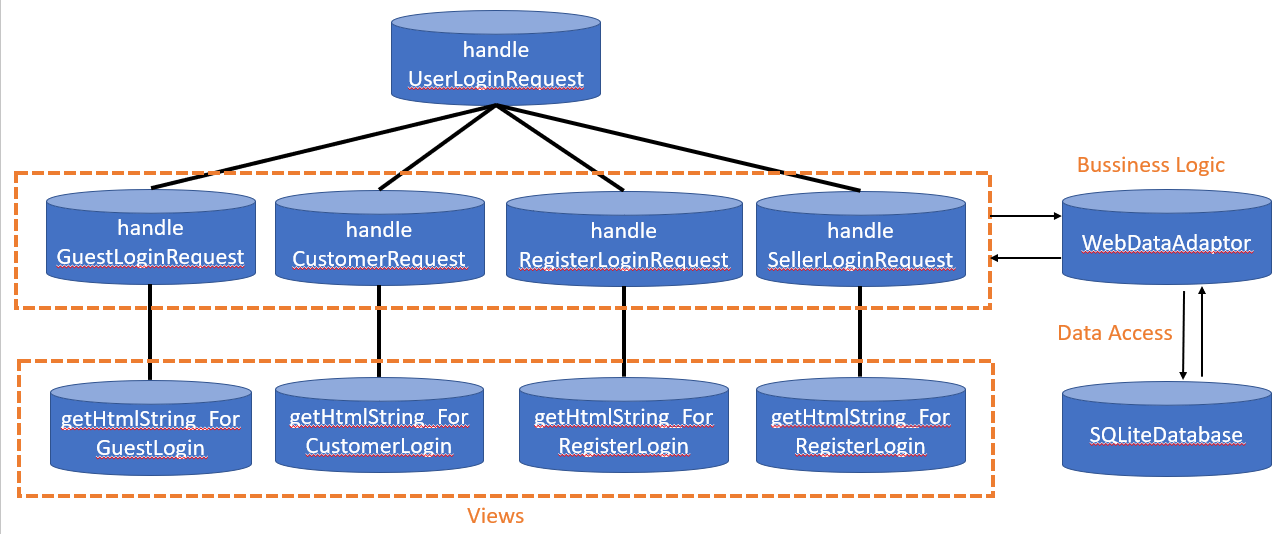 handle
UserLoginRequest
Bussiness Logic
handle
GuestLoginRequest
handle
CustomerRequest
handle
RegisterLoginRequest
handle
SellerLoginRequest
WebDataAdaptor
Data Access
getHtmlString_For
GuestLogin
getHtmlString_For
CustomerLogin
getHtmlString_For
RegisterLogin
getHtmlString_For
RegisterLogin
SQLiteDatabase
Views